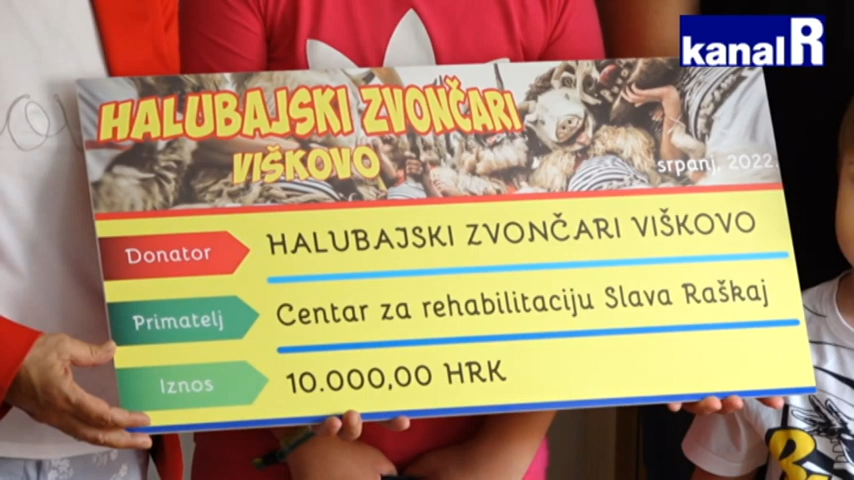 kanal R
HALUBAJSKI ZVONČARI
VIŠKOVO
srpanj, 2022.
Donator
HALUBAJSKI ZVONČARI VIŠKOVO
Primatelj
Centar za rehabilitaciju Slava Raškaj
Iznos
10.000,00 HRK